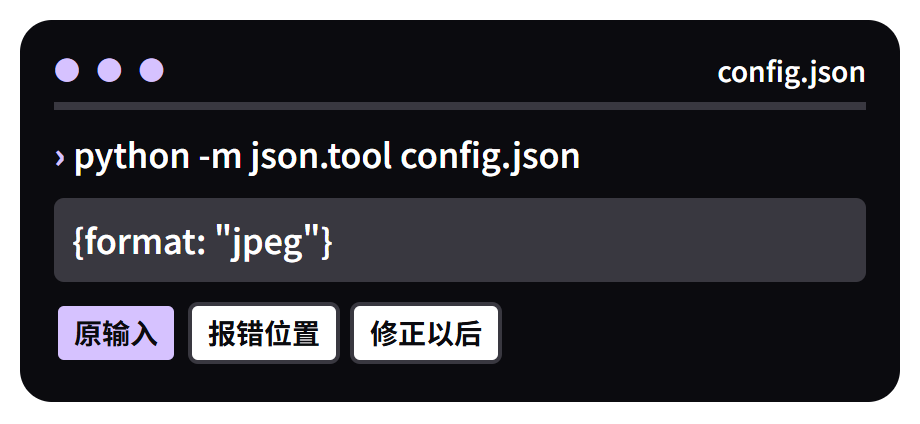 config.json
› python -m json.tool config.json
{format: "jpeg"}
原输入 报错位置 修正以后